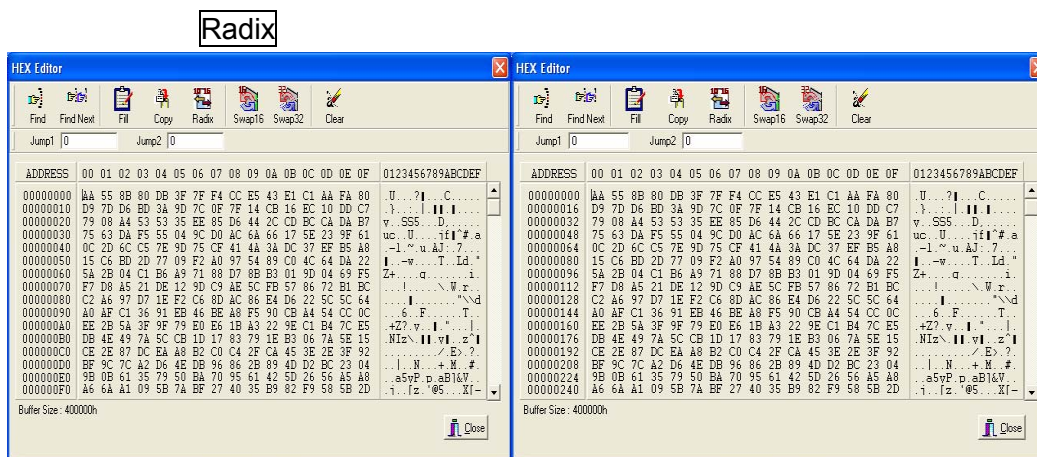 Radix
HEX Editor
Find Find Next Fill Copy Radix Swap16 Swap32 Clear
Jump1 0 Jump2 0
ADDRESS 00 01 02 03 04 05 06 07 08 09 0A 0B 0C 0D 0E 0F 0123456789ABCDEF
00000000 AA 55 8B 80 DB 3F 7F F4 CC E5 43 E1 C1 AA FA 80 .U...?....C.....
00000010 D9 7D D6 BD 3A 9D 7C 0F 7F 14 CB 16 EC 10 DD C7
00000020 79 08 A4 53 53 35 EE 85 D6 44 2C CD BC CA DA B7
00000030 75 63 DA F5 55 04 9C D0 AC 6A 66 17 5E 23 9F 61
00000040 0C 2D 6C C5 7E 9D 75 CF 41 4A 3A DC 37 EF B5 A8
00000050 15 C6 BD 2D 77 09 F2 A0 97 54 89 C0 4C 64 DA 22
00000060 5A 2B 04 C1 B6 A9 71 88 D7 8B B3 01 9D 04 69 F5 Z+....q.......i.
00000070 F7 D8 A5 21 DE 12 9D C9 AE 5C FB 57 86 72 B1 BC
00000080 C2 A6 97 D7 1E F2 C6 8D AC 86 E4 D6 22 5C 5C 64
00000090 A0 AF C1 36 91 EB 46 BE A8 F5 90 CB A4 54 CC 0C ...6..F......T..
000000A0 EE 2B 5A 3F 9F 79 E0 E6 1B A3 22 9E C1 B4 7C E5
000000B0 DB 4E 49 7A 5C CB 1D 17 83 79 1E B3 06 7A 5E 15
000000C0 CE 2E 87 DC EA A8 B2 C0 C4 2F CA 45 3E 2E 3F 92 ........./.E>.?.
000000D0 BF 9C 7C A2 D6 4E DB 96 86 2B 89 4D D2 BC 23 04 ..|..N...+.M..#.
000000E0 9B 0B 61 35 79 50 BA 70 95 61 42 5D 26 56 A5 A8
000000F0 A6 6A A1 09 5B 7A BF 27 40 35 B9 82 F9 58 5B 2D
Buffer Size : 400000h
Close
HEX Editor
Find Find Next Fill Copy Radix Swap16 Swap32 Clear
Jump1 0 Jump2 0
ADDRESS 00 01 02 03 04 05 06 07 08 09 0A 0B 0C 0D 0E 0F 0123456789ABCDEF
00000000 AA 55 8B 80 DB 3F 7F F4 CC E5 43 E1 C1 AA FA 80 .U...?....C.....
00000016 D9 7D D6 BD 3A 9D 7C 0F 7F 14 CB 16 EC 10 DD C7
00000032 79 08 A4 53 53 35 EE 85 D6 44 2C CD BC CA DA B7
00000048 75 63 DA F5 55 04 9C D0 AC 6A 66 17 5E 23 9F 61
00000064 0C 2D 6C C5 7E 9D 75 CF 41 4A 3A DC 37 EF B5 A8
00000080 15 C6 BD 2D 77 09 F2 A0 97 54 89 C0 4C 64 DA 22
00000096 5A 2B 04 C1 B6 A9 71 88 D7 8B B3 01 9D 04 69 F5 Z+....q.......i.
00000112 F7 D8 A5 21 DE 12 9D C9 AE 5C FB 57 86 72 B1 BC
00000128 C2 A6 97 D7 1E F2 C6 8D AC 86 E4 D6 22 5C 5C 64
00000144 A0 AF C1 36 91 EB 46 BE A8 F5 90 CB A4 54 CC 0C ...6..F......T..
00000160 EE 2B 5A 3F 9F 79 E0 E6 1B A3 22 9E C1 B4 7C E5
00000176 DB 4E 49 7A 5C CB 1D 17 83 79 1E B3 06 7A 5E 15
00000192 CE 2E 87 DC EA A8 B2 C0 C4 2F CA 45 3E 2E 3F 92 ........./.E>.?.
00000208 BF 9C 7C A2 D6 4E DB 96 86 2B 89 4D D2 BC 23 04 ..|..N...+.M..#.
00000224 9B 0B 61 35 79 50 BA 70 95 61 42 5D 26 56 A5 A8
00000240 A6 6A A1 09 5B 7A BF 27 40 35 B9 82 F9 58 5B 2D
Buffer Size : 400000h
Close